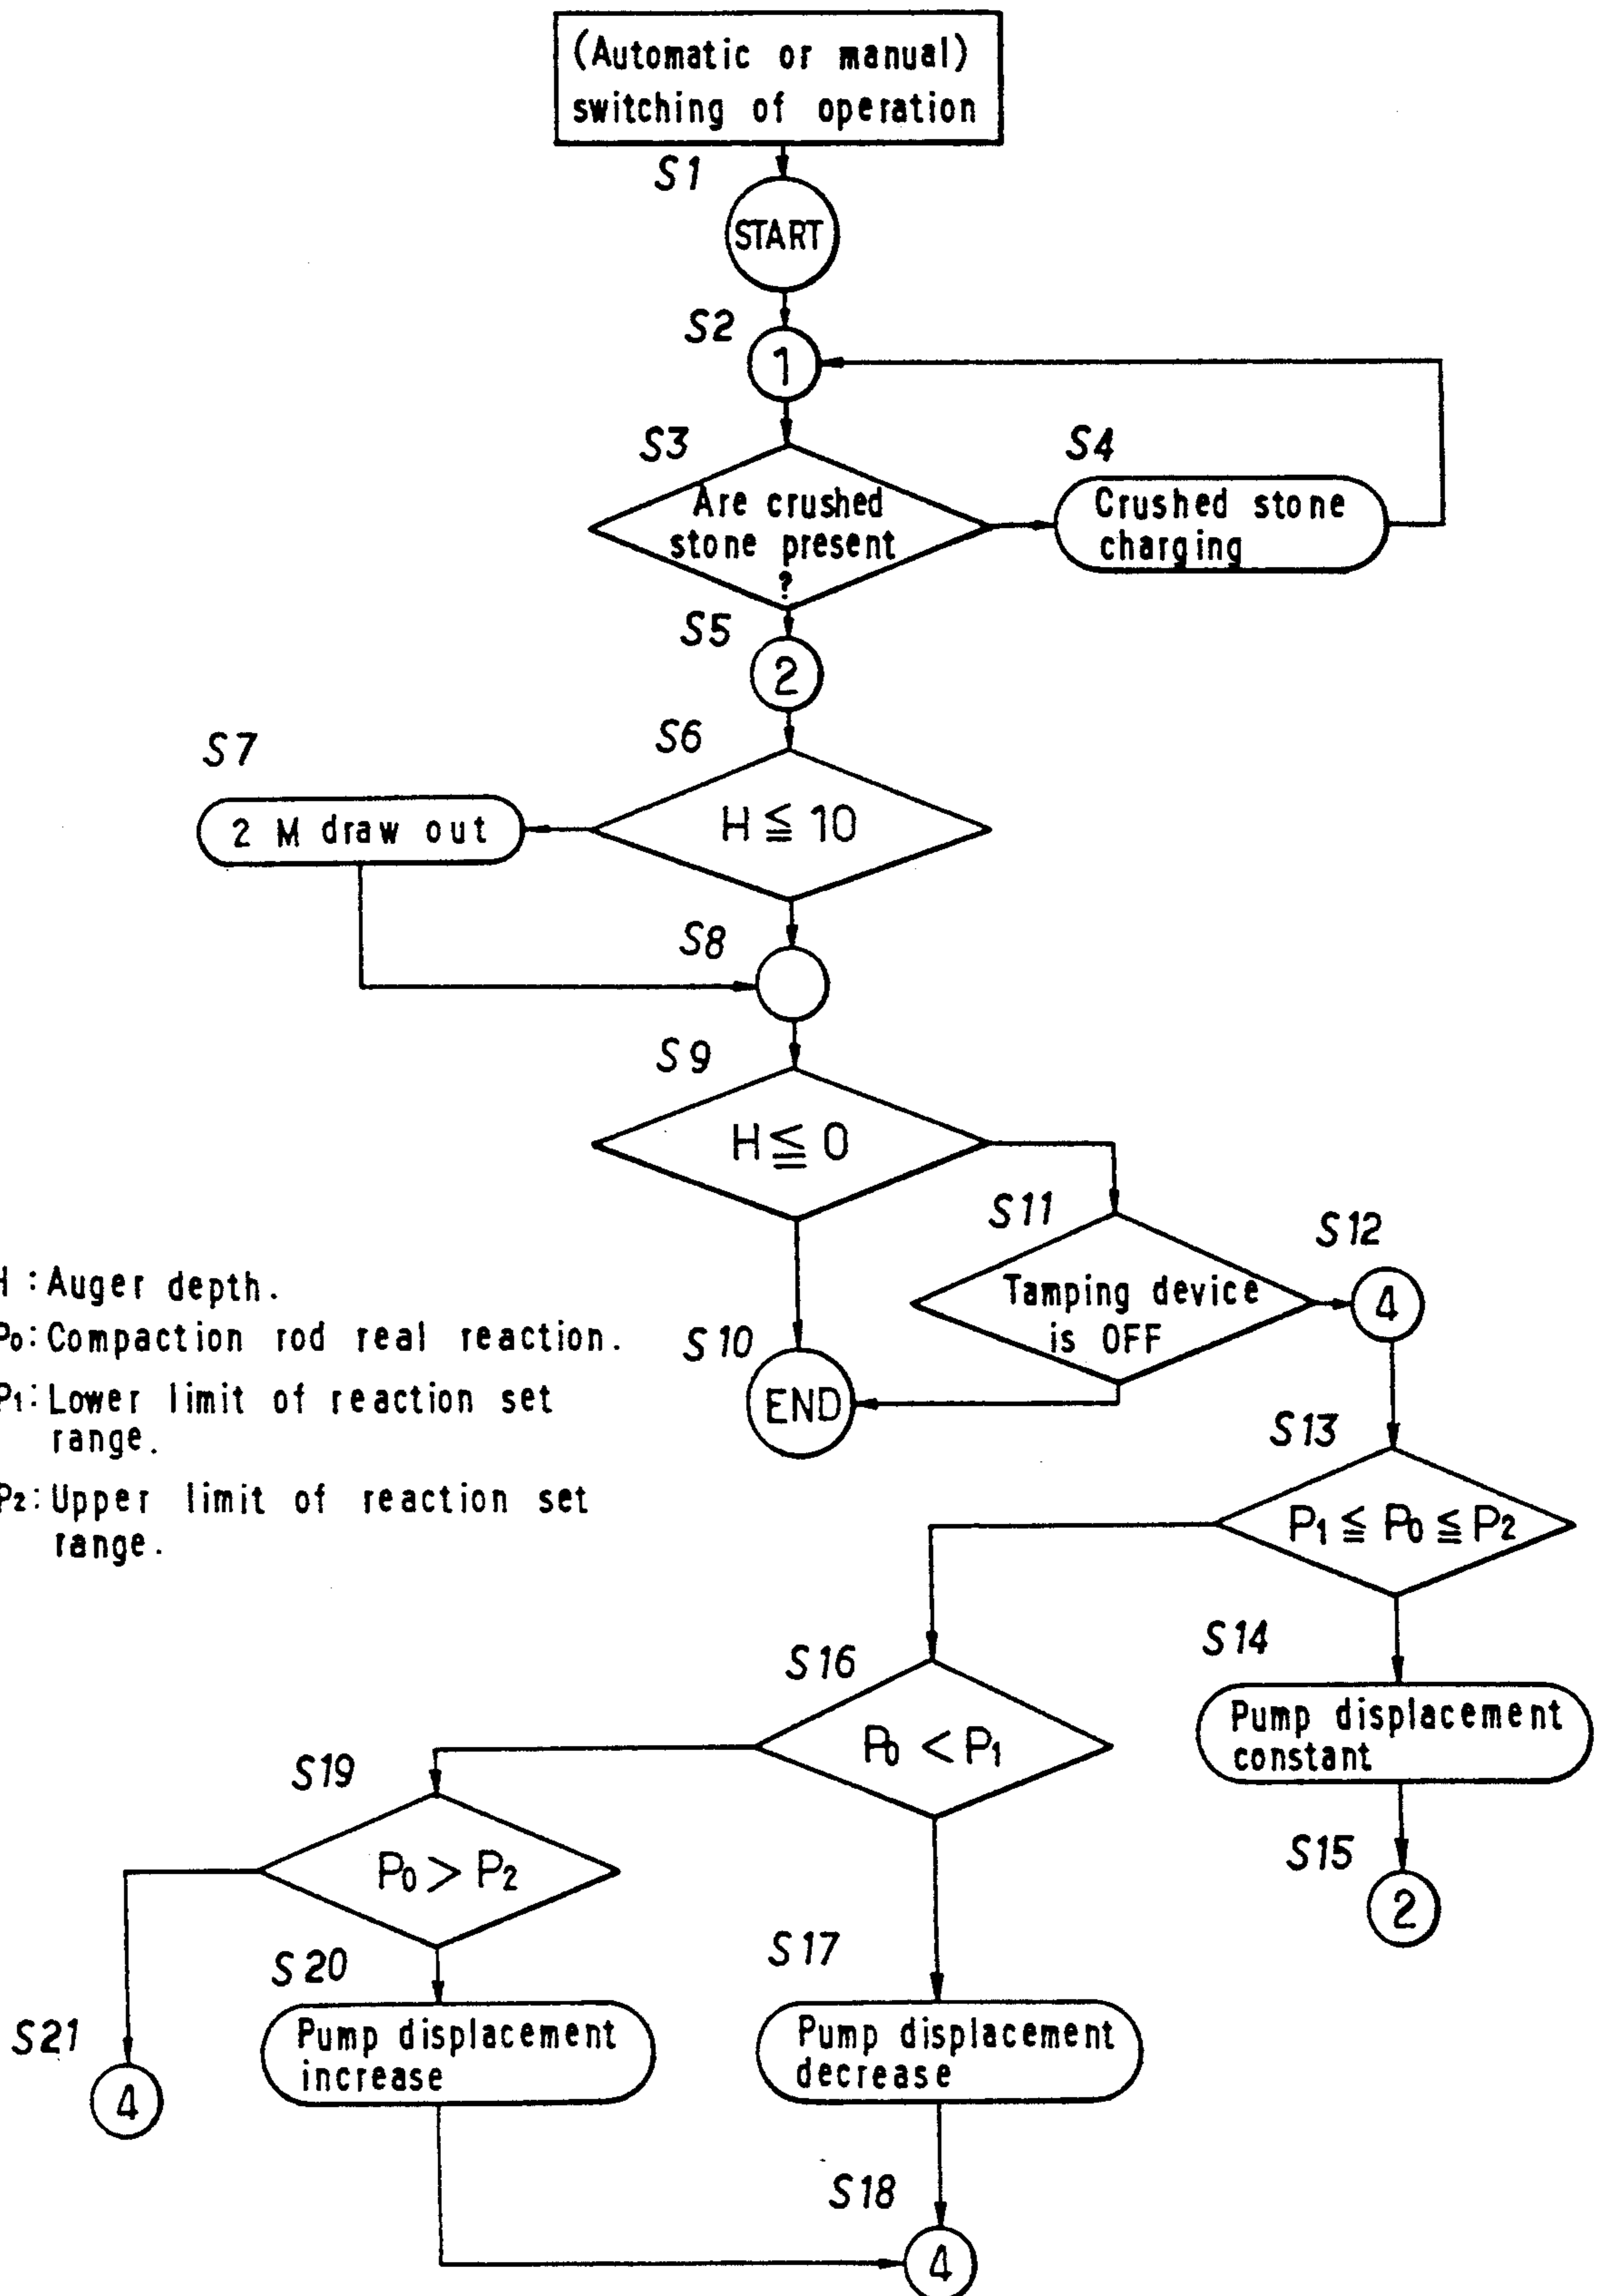 (Automatic or manual)
switching of operation
S1
START
S2
1
S3
Are crushed
stone present
?
S4
Crushed stone
charging
S5
2
S6
H ≦ 10
S7
2 M draw out
S8
S9
H ≦ 0
S10
END
S11
Tamping device
is OFF
S12
4
H : Auger depth.
P₀: Compaction rod real reaction.
P₁: Lower limit of reaction set
range.
P₂: Upper limit of reaction set
range.
S13
P₁ ≦ P₀ ≦ P₂
S14
Pump displacement
constant
S15
2
S16
P₀ < P₁
S17
Pump displacement
decrease
S18
4
S19
P₀ > P₂
S20
Pump displacement
increase
S21
4